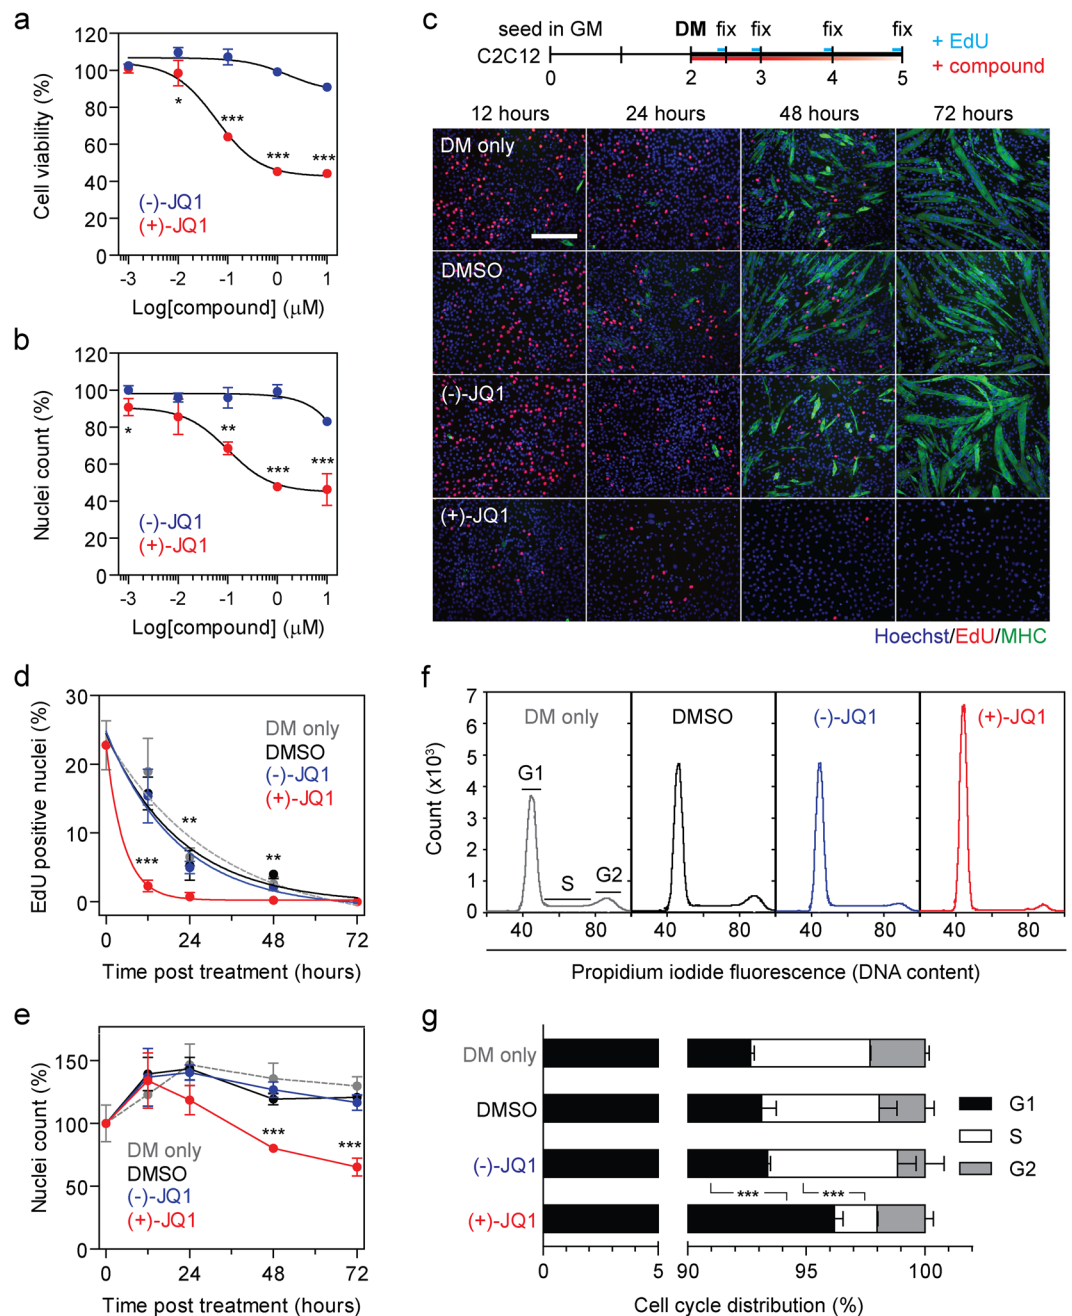 a
120
100
80
60
40
20
0
Cell viability (%)
*
***
***
***
(-)-JQ1
(+)-JQ1
-3 -2 -1 0 1
Log[compound] (μM)
b
120
100
80
60
40
20
0
Nuclei count (%)
*
**
***
***
(-)-JQ1
(+)-JQ1
-3 -2 -1 0 1
Log[compound] (μM)
c
seed in GM DM fix fix fix fix
+ EdU
C2C12
+ compound
0 2 3 4 5
12 hours 24 hours 48 hours 72 hours
DM only
DMSO
(-)-JQ1
(+)-JQ1
Hoechst/EdU/MHC
d
30
20
10
0
EdU positive nuclei (%)
DM only
DMSO
(-)-JQ1
(+)-JQ1
***
**
**
0 24 48 72
Time post treatment (hours)
e
150
100
50
0
Nuclei count (%)
***
***
DM only
DMSO
(-)-JQ1
(+)-JQ1
0 24 48 72
Time post treatment (hours)
f
7
6
5
4
3
2
1
0
Count (x10³)
DM only DMSO (-)-JQ1 (+)-JQ1
G1
S
G2
40 80 40 80 40 80 40 80
Propidium iodide fluorescence (DNA content)
g
DM only
DMSO
(-)-JQ1
(+)-JQ1
*** ***
G1
S
G2
0 5 90 95 100
Cell cycle distribution (%)